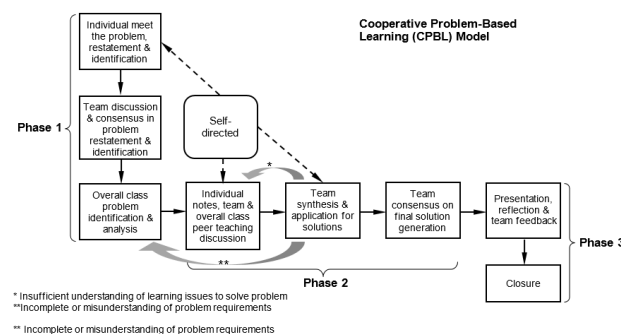 Cooperative Problem-Based
Learning (CPBL) Model
Individual meet
the problem,
restatement &
identification
Phase 1
Team discussion
& consensus in
problem
restatement &
identification
Self-
directed
*
Overall class
problem
identification &
analysis
Individual
notes, team &
overall class
peer teaching
discussion
Team
synthesis &
application for
solutions
Team
consensus on
final solution
generation
Presentation,
reflection &
team feedback
Phase 3
**
Phase 2
Closure
* Insufficient understanding of learning issues to solve problem
**Incomplete or misunderstanding of problem requirements
** Incomplete or misunderstanding of problem requirements